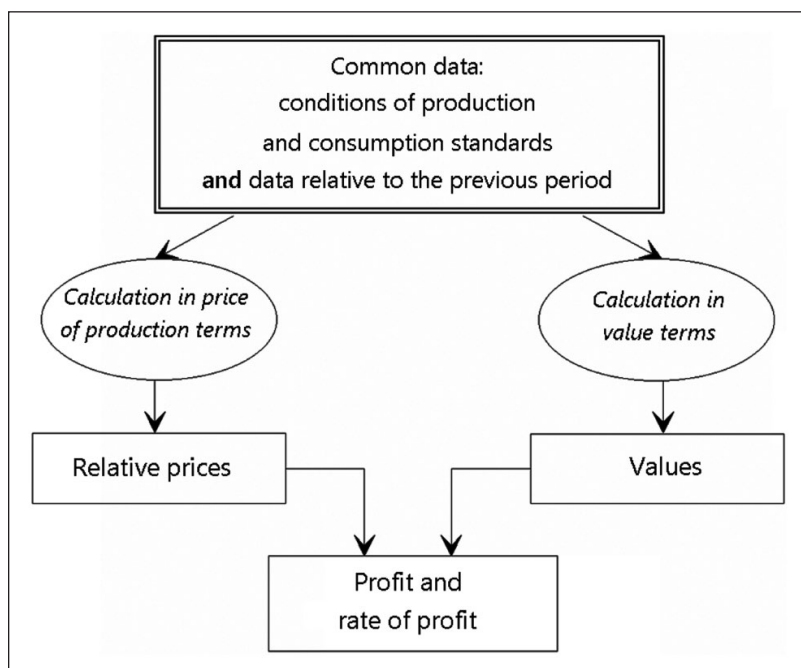 Common data:
conditions of production
and consumption standards
and data relative to the previous period
Calculation in price
of production terms
Calculation in
value terms
Relative prices
Values
Profit and
rate of profit